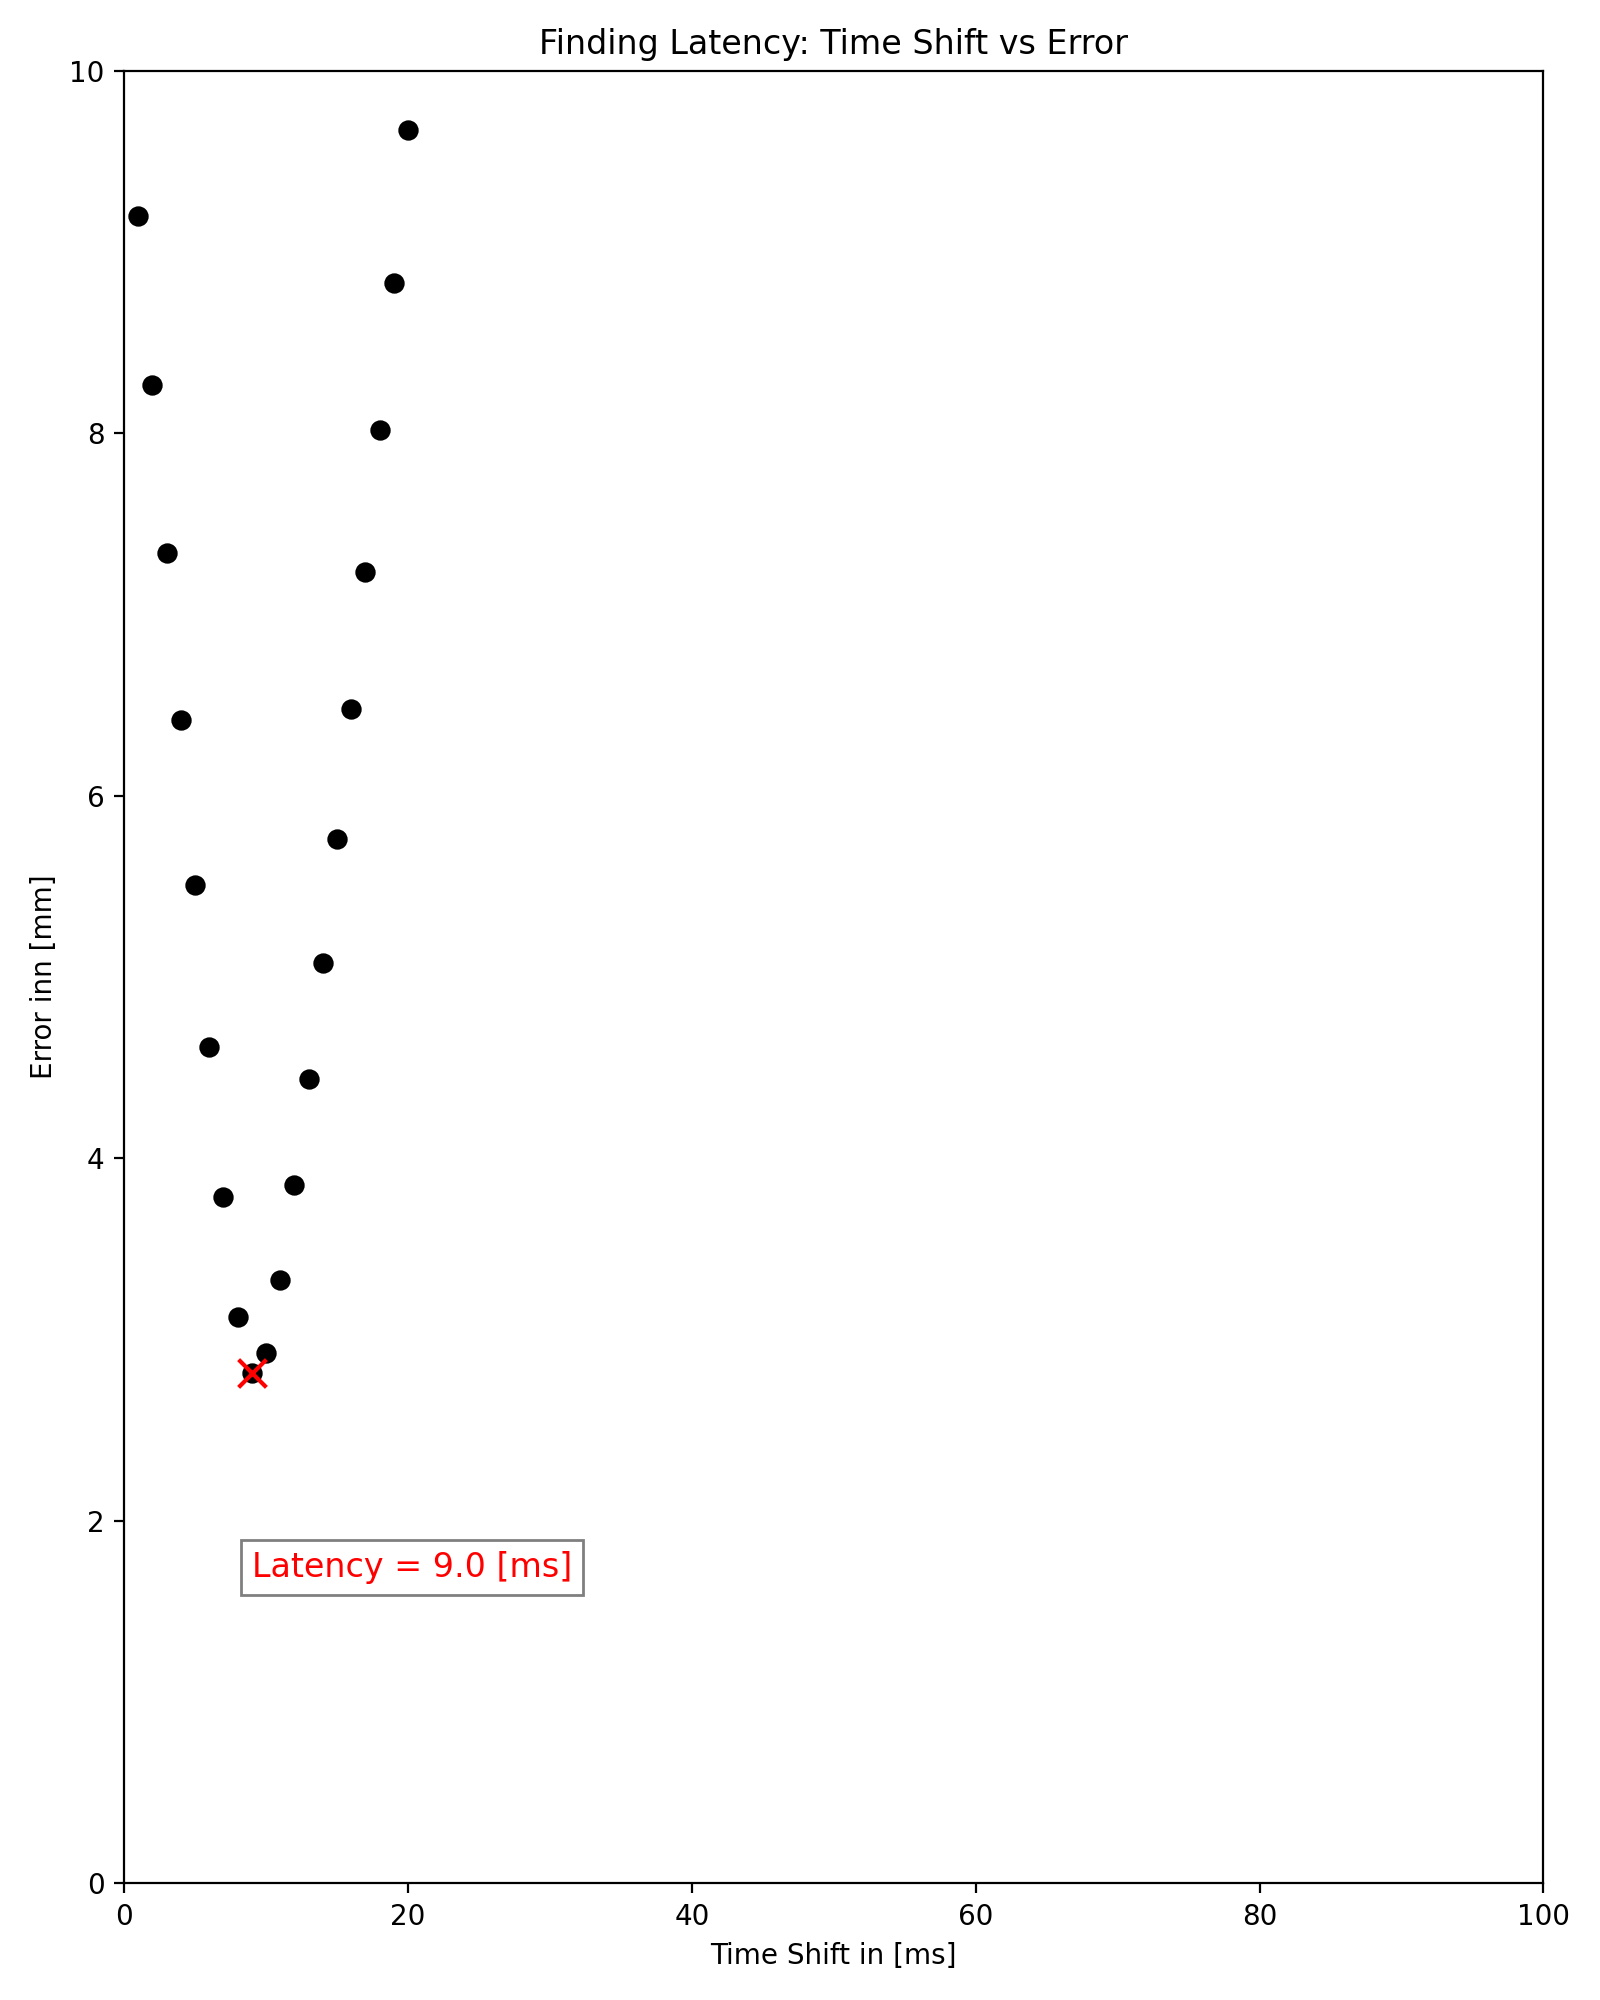 Finding Latency: Time Shift vs Error
10
8
6
4
2
0
Error inn [mm]
Latency = 9.0 [ms]
0 20 40 60 80 100
Time Shift in [ms]